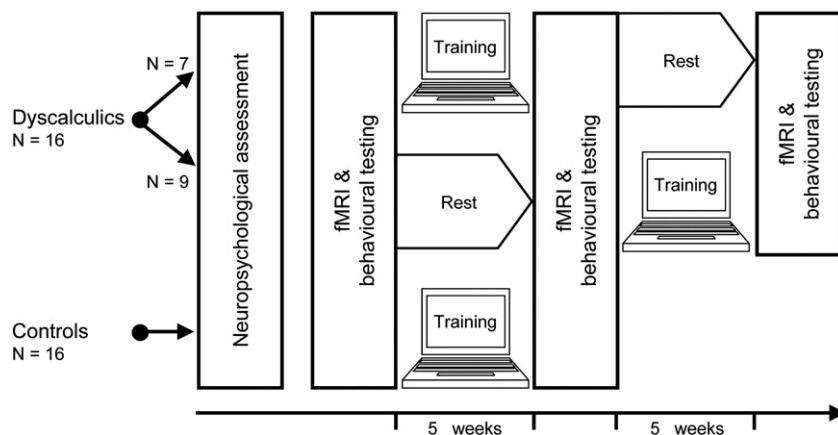 N = 7
Dyscalculics
N = 16
N = 9
Controls
N = 16
Neuropsychological assessment
fMRI &
behavioural testing
Training
Rest
Training
fMRI &
behavioural testing
Rest
Training
fMRI &
behavioural testing
5 weeks
5 weeks